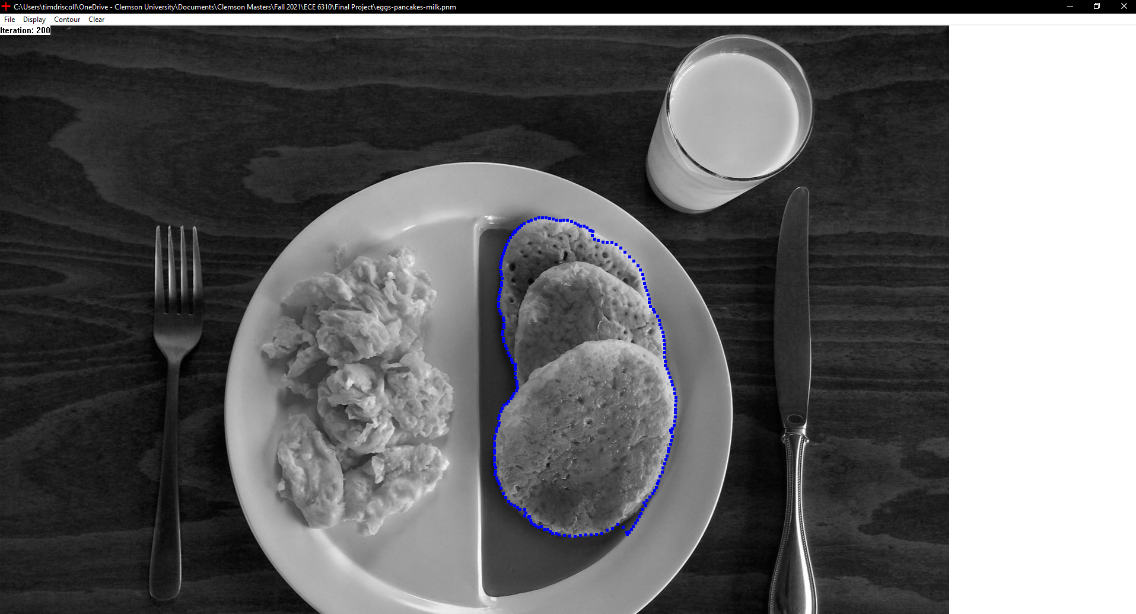 C:\Users\timdriscoll\OneDrive - Clemson University\Documents\Clemson Masters\Fall 2021\ECE 6310\Final Project\eggs-pancakes-milk.pnm
File Display Contour Clear
Iteration: 200